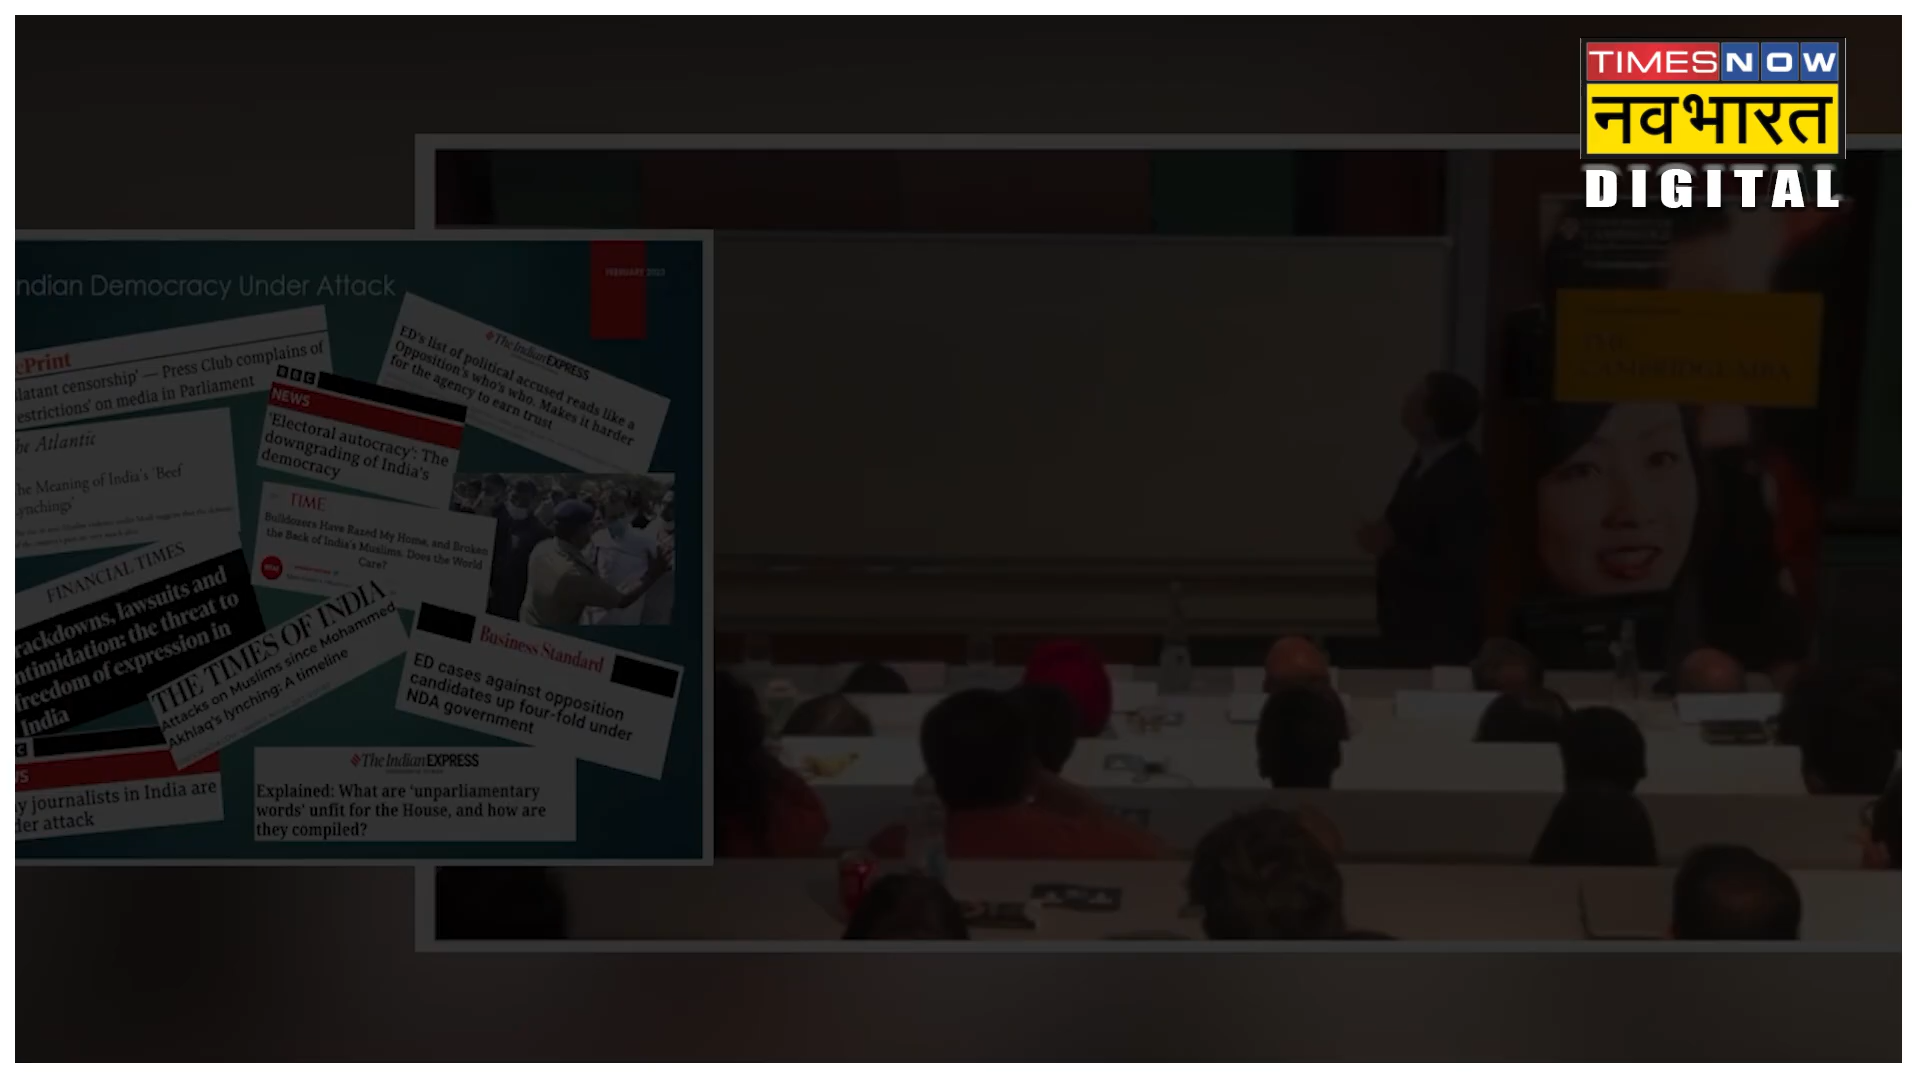 TIMES NOW
नवभारत
DIGITAL
ndian Democracy Under Attack
FEBRUARY 2023
ePrint
latant censorship' — Press Club complains of
estrictions' on media in Parliament
The Indian EXPRESS
ED's list of political accused reads like a
Opposition's who's who. Makes it harder
for the agency to earn trust
BBC
NEWS
'Electoral autocracy': The
downgrading of India's
democracy
he Atlantic
he Meaning of India's 'Beef
ynchings'
TIME
Bulldozers Have Razed My Home, and Broken
the Back of India's Muslims. Does the World
Care?
FINANCIAL TIMES
rackdowns, lawsuits and
ntimidation: the threat to
freedom of expression in
India
THE TIMES OF INDIA
Attacks on Muslims since Mohammed
Akhlaq's lynching: A timeline
Business Standard
ED cases against opposition
candidates up four-fold under
NDA government
C
WS
y journalists in India are
der attack
The Indian EXPRESS
Explained: What are 'unparliamentary
words' unfit for the House, and how are
they compiled?
THE